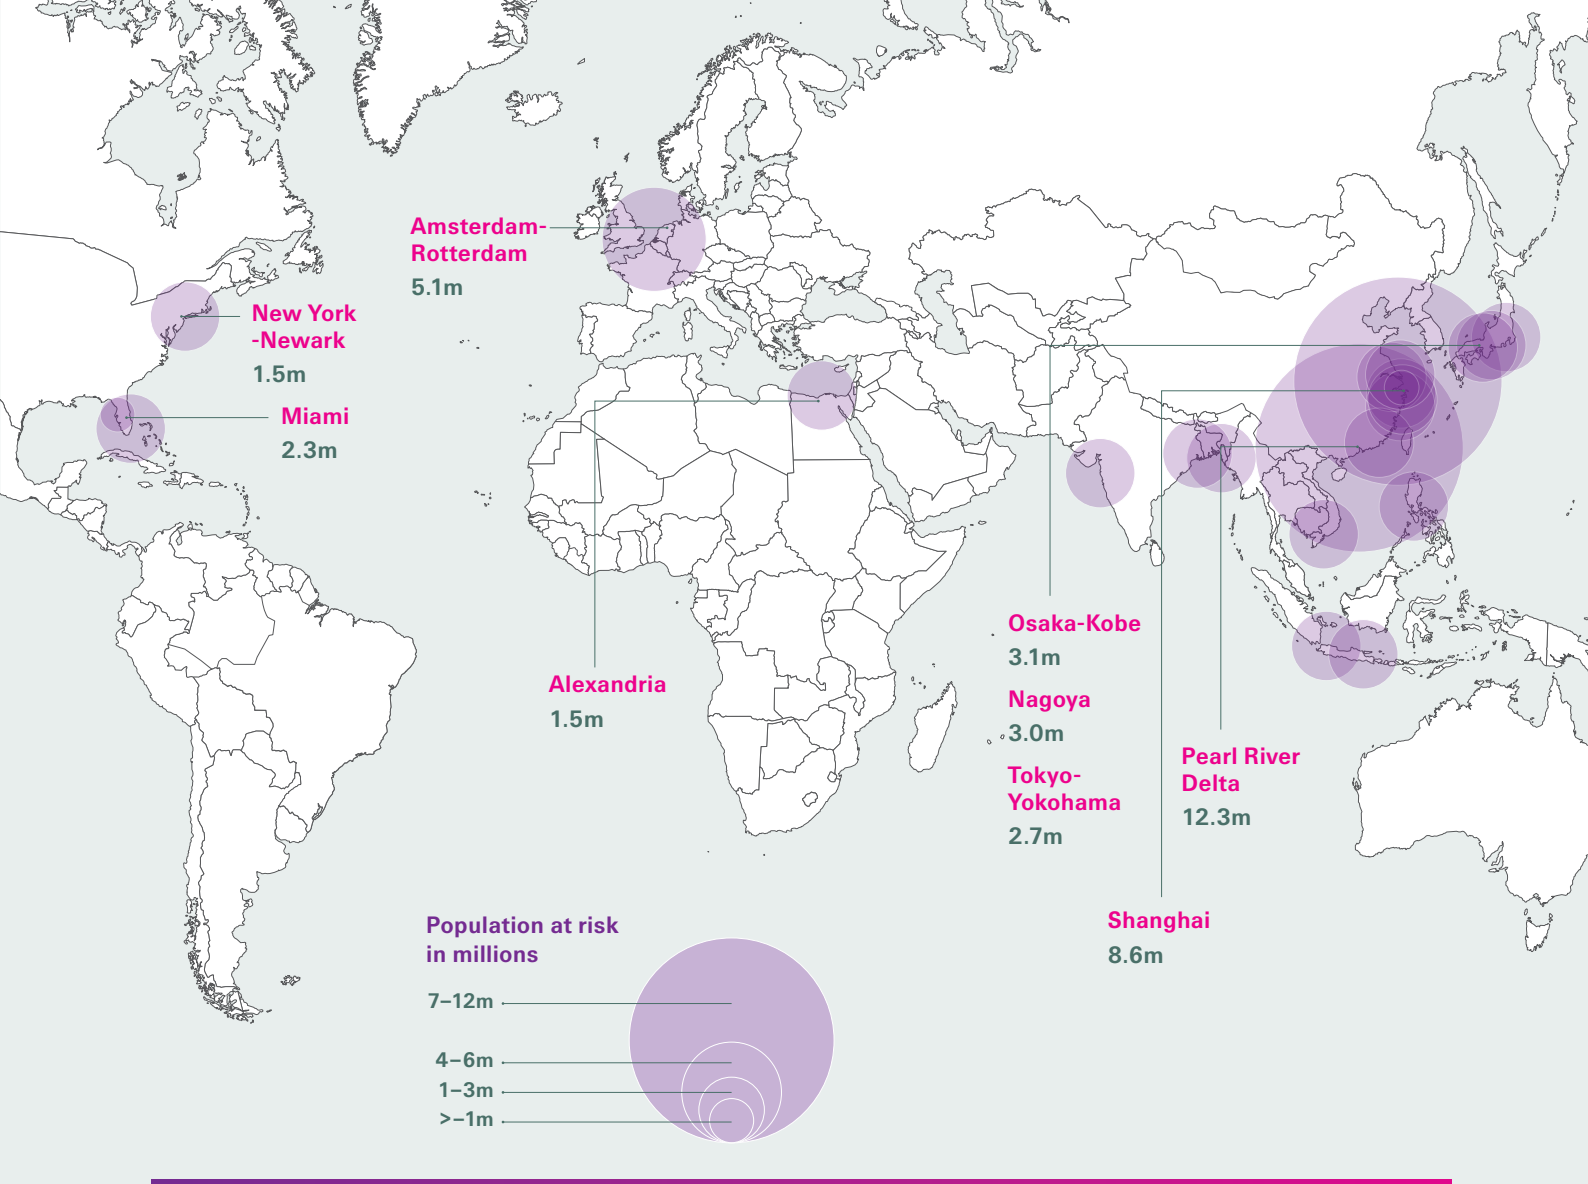 Amsterdam-
Rotterdam
5.1m
New York
-Newark
1.5m
Miami
2.3m
Alexandria
1.5m
Osaka-Kobe
3.1m
Nagoya
3.0m
Tokyo-
Yokohama
2.7m
Pearl River
Delta
12.3m
Shanghai
8.6m
Population at risk
in millions
7–12m
4–6m
1–3m
>–1m